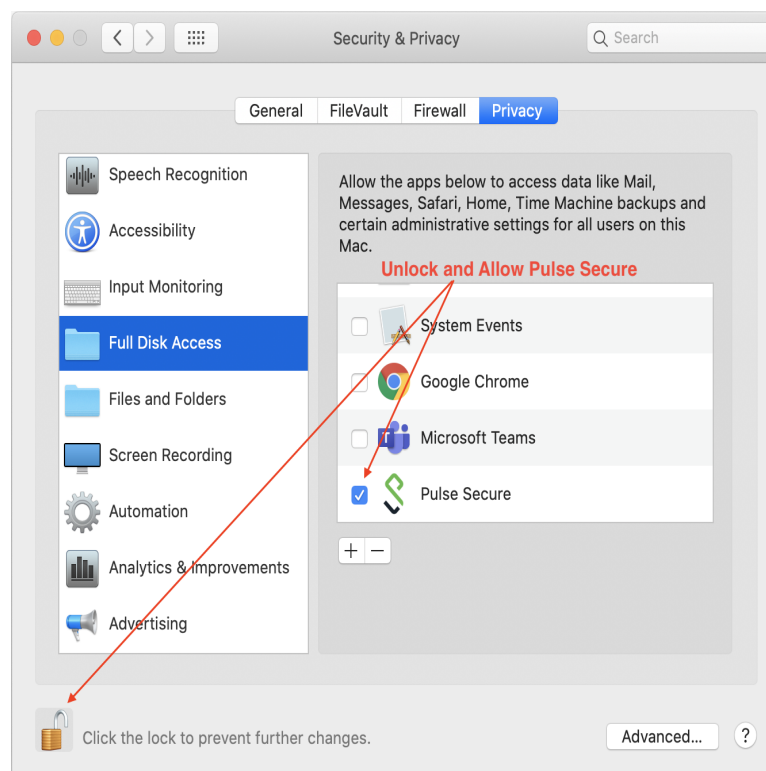 Security & Privacy
Search
General
FileVault
Firewall
Privacy
Speech Recognition
Accessibility
Input Monitoring
Full Disk Access
Files and Folders
Screen Recording
Automation
Analytics & Improvements
Advertising
Allow the apps below to access data like Mail,
Messages, Safari, Home, Time Machine backups and
certain administrative settings for all users on this
Mac.
Unlock and Allow Pulse Secure
System Events
Google Chrome
Microsoft Teams
Pulse Secure
+ −
Click the lock to prevent further changes.
Advanced...
?